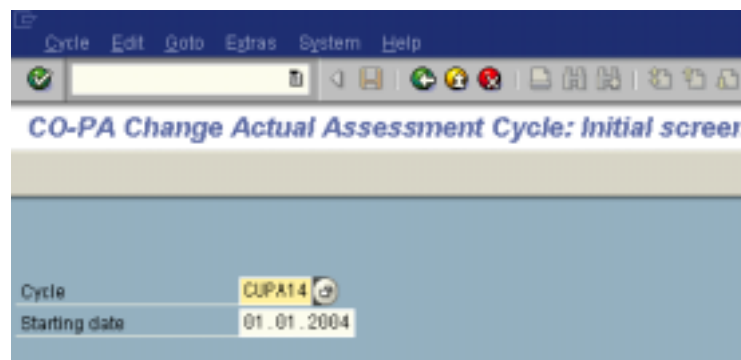 Cycle Edit Goto Extras System Help
CO-PA Change Actual Assessment Cycle: Initial screen
Cycle CUPA14
Starting date 01.01.2004